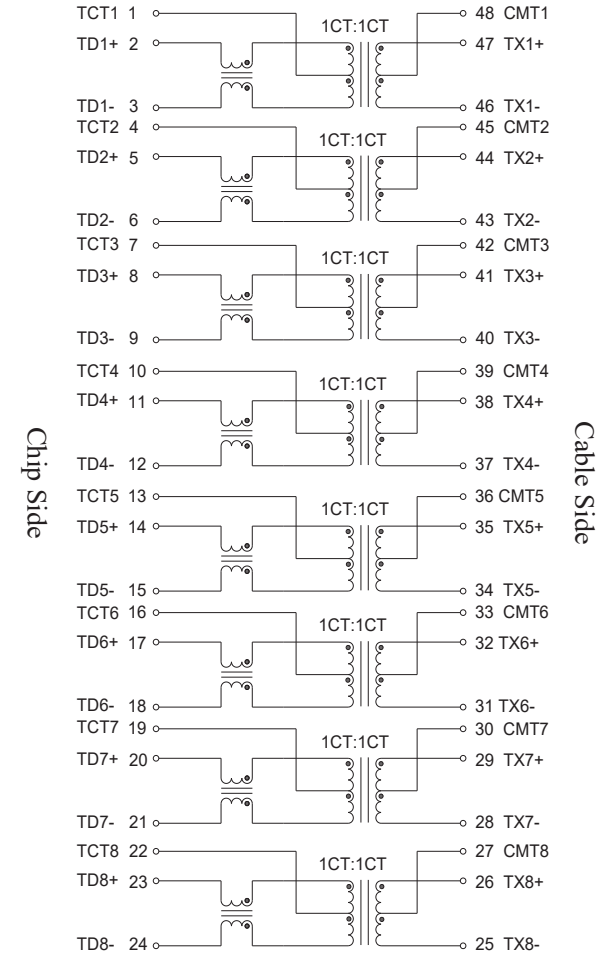 TCT1 1 48 CMT1
1CT:1CT
TD1+ 2 47 TX1+
TD1- 3 46 TX1-
TCT2 4 45 CMT2
1CT:1CT
TD2+ 5 44 TX2+
TD2- 6 43 TX2-
TCT3 7 42 CMT3
1CT:1CT
TD3+ 8 41 TX3+
TD3- 9 40 TX3-
TCT4 10 39 CMT4
1CT:1CT
TD4+ 11 38 TX4+
TD4- 12 37 TX4-
Chip Side
Cable Side
TCT5 13 36 CMT5
1CT:1CT
TD5+ 14 35 TX5+
TD5- 15 34 TX5-
TCT6 16 33 CMT6
1CT:1CT
TD6+ 17 32 TX6+
TD6- 18 31 TX6-
TCT7 19 30 CMT7
1CT:1CT
TD7+ 20 29 TX7+
TD7- 21 28 TX7-
TCT8 22 27 CMT8
1CT:1CT
TD8+ 23 26 TX8+
TD8- 24 25 TX8-